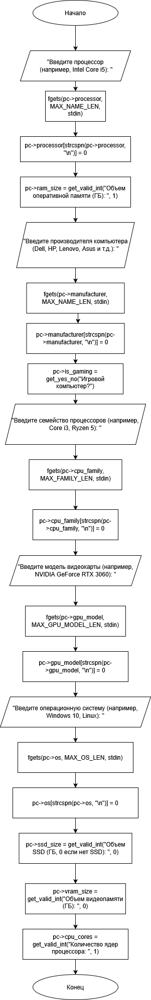 Начало
"Введите процессор
(например, Intel Core i5): "
fgets(pc->processor,
MAX_NAME_LEN,
stdin)
pc->processor[strcspn(pc->processor,
"\n")] = 0
pc->ram_size = get_valid_int("Объем
оперативной памяти (ГБ): ", 1)
"Введите производителя компьютера
(Dell, HP, Lenovo, Asus и т.д.): "
fgets(pc->manufacturer,
MAX_NAME_LEN, stdin)
pc->manufacturer[strcspn(pc-
>manufacturer, "\n")] = 0
pc->is_gaming =
get_yes_no("Игровой
компьютер?")
"Введите семейство процессоров (например,
Core i3, Ryzen 5): "
fgets(pc->cpu_family,
MAX_FAMILY_LEN, stdin)
pc->cpu_family[strcspn(pc-
>cpu_family, "\n")] = 0
"Введите модель видеокарты (например,
NVIDIA GeForce RTX 3060): "
fgets(pc->gpu_model,
MAX_GPU_MODEL_LEN, stdin)
pc->gpu_model[strcspn(pc-
>gpu_model, "\n")] = 0
"Введите операционную систему (например,
Windows 10, Linux): "
fgets(pc->os, MAX_OS_LEN, stdin)
pc->os[strcspn(pc->os, "\n")] = 0
pc->ssd_size = get_valid_int("Объем
SSD (ГБ, 0 если нет SSD): ", 0)
pc->vram_size =
get_valid_int("Объем видеопамяти
(ГБ): ", 0)
pc->cpu_cores =
get_valid_int("Количество ядер
процессора: ", 1)
Конец